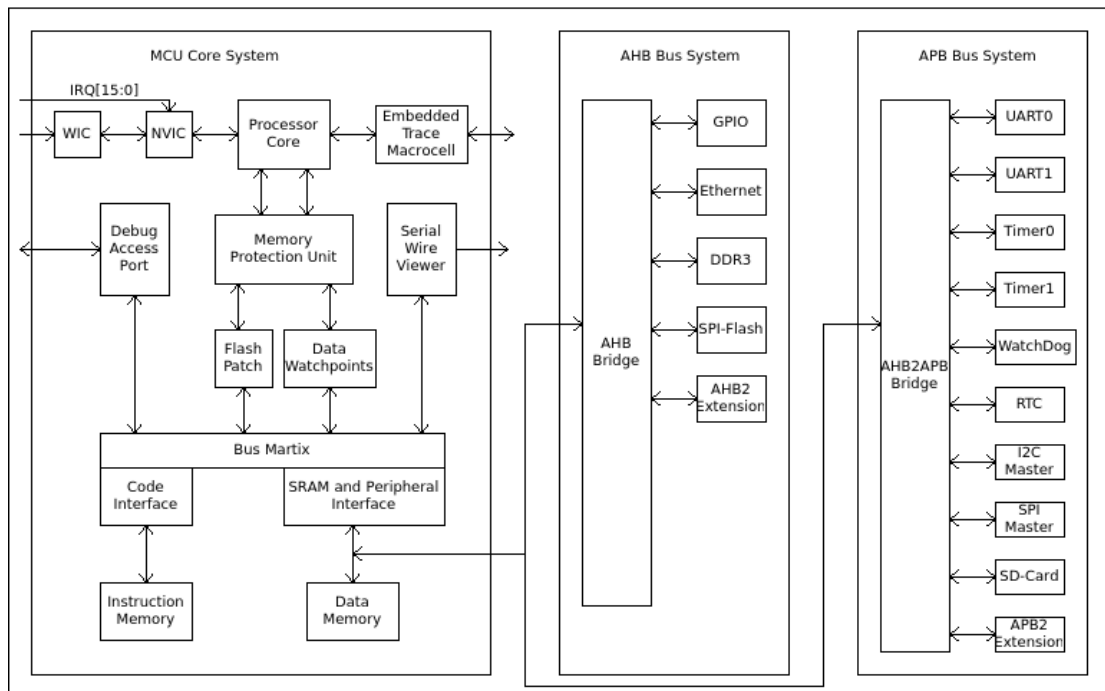 MCU Core System
IRQ[15:0]
WIC
NVIC
Processor
Core
Embedded
Trace
Macrocell
Debug
Access
Port
Memory
Protection Unit
Serial
Wire
Viewer
Flash
Patch
Data
Watchpoints
Bus Martix
Code
Interface
SRAM and Peripheral
Interface
Instruction
Memory
Data
Memory
AHB Bus System
AHB
Bridge
GPIO
Ethernet
DDR3
SPI-Flash
AHB2
Extension
APB Bus System
AHB2APB
Bridge
UART0
UART1
Timer0
Timer1
WatchDog
RTC
I2C
Master
SPI
Master
SD-Card
APB2
Extension